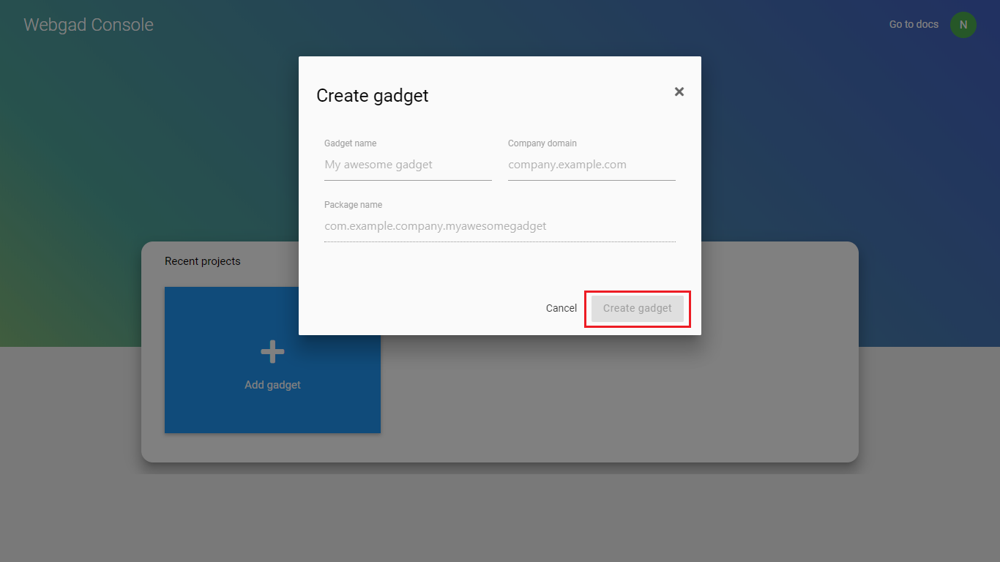 Webgad Console
Go to docs
N
Create gadget
Gadget name
Company domain
My awesome gadget
company.example.com
Package name
com.example.company.myawesomegadget
Recent projects
Cancel
Create gadget
Add gadget